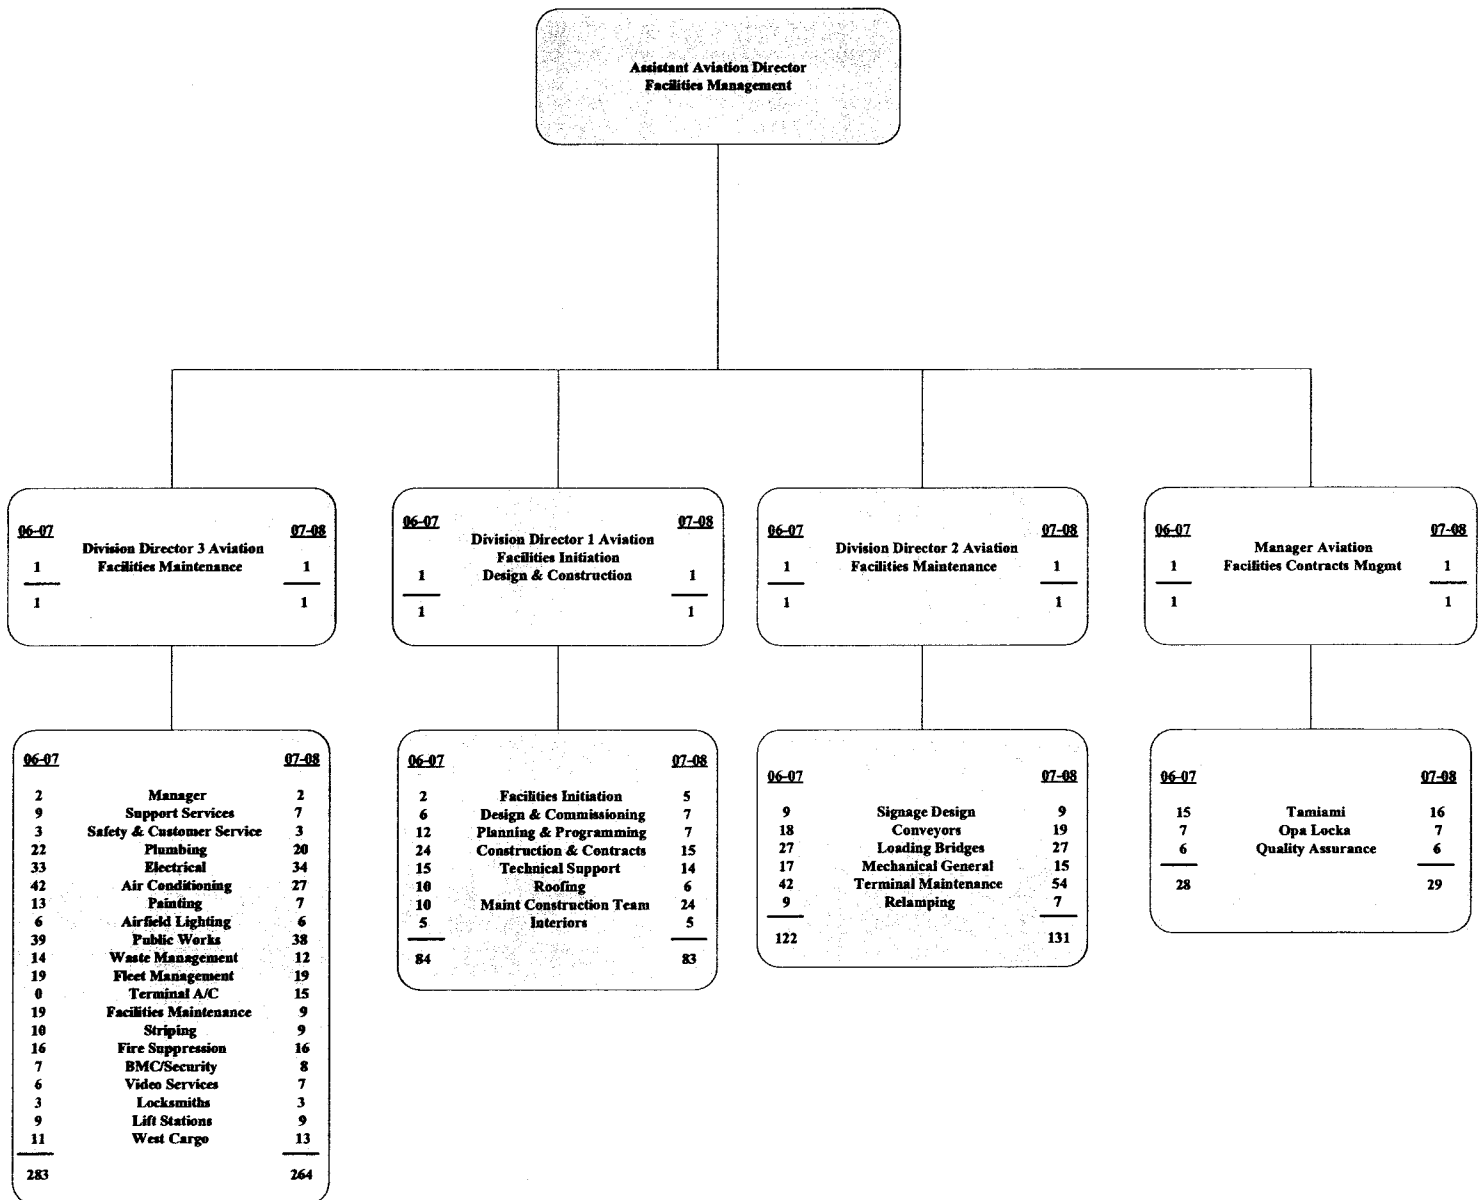 Assistant Aviation Director
Facilities Management
06-07 07-08
Division Director 3 Aviation
1 Facilities Maintenance 1
1 1
06-07 07-08
Division Director 1 Aviation
Facilities Initiation
1 Design & Construction 1
1 1
06-07 07-08
Division Director 2 Aviation
1 Facilities Maintenance 1
1 1
06-07 07-08
Manager Aviation
1 Facilities Contracts Mngmt 1
1 1
06-07 07-08
2 Manager 2
9 Support Services 7
3 Safety & Customer Service 3
22 Plumbing 20
33 Electrical 34
42 Air Conditioning 27
13 Painting 7
6 Airfield Lighting 6
39 Public Works 38
14 Waste Management 12
19 Fleet Management 19
0 Terminal A/C 15
19 Facilities Maintenance 9
10 Striping 9
16 Fire Suppression 16
7 BMC/Security 8
6 Video Services 7
3 Locksmiths 3
9 Lift Stations 9
11 West Cargo 13
283 264
06-07 07-08
2 Facilities Initiation 5
6 Design & Commissioning 7
12 Planning & Programming 7
24 Construction & Contracts 15
15 Technical Support 14
10 Roofing 6
10 Maint Construction Team 24
5 Interiors 5
84 83
06-07 07-08
9 Signage Design 9
18 Conveyors 19
27 Loading Bridges 27
17 Mechanical General 15
42 Terminal Maintenance 54
9 Relamping 7
122 131
06-07 07-08
15 Tamiami 16
7 Opa Locka 7
6 Quality Assurance 6
28 29